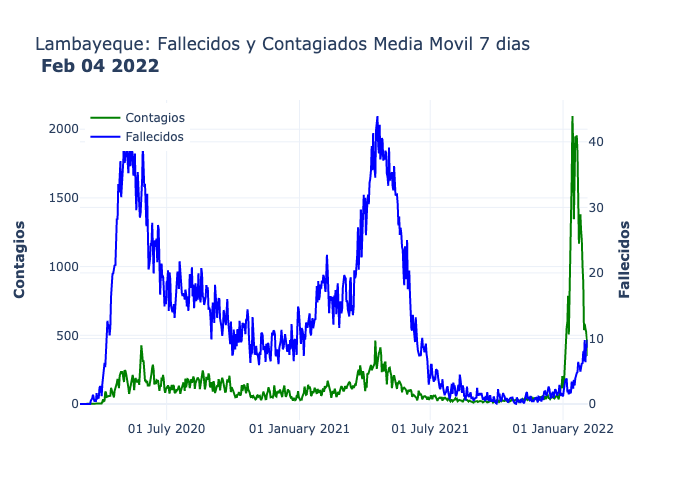 Lambayeque: Fallecidos y Contagiados Media Movil 7 dias
Feb 04 2022
Contagios
Fallecidos
2000
1500
1000
500
0
40
30
20
10
0
Contagios
Fallecidos
01 July 2020
01 January 2021
01 July 2021
01 January 2022